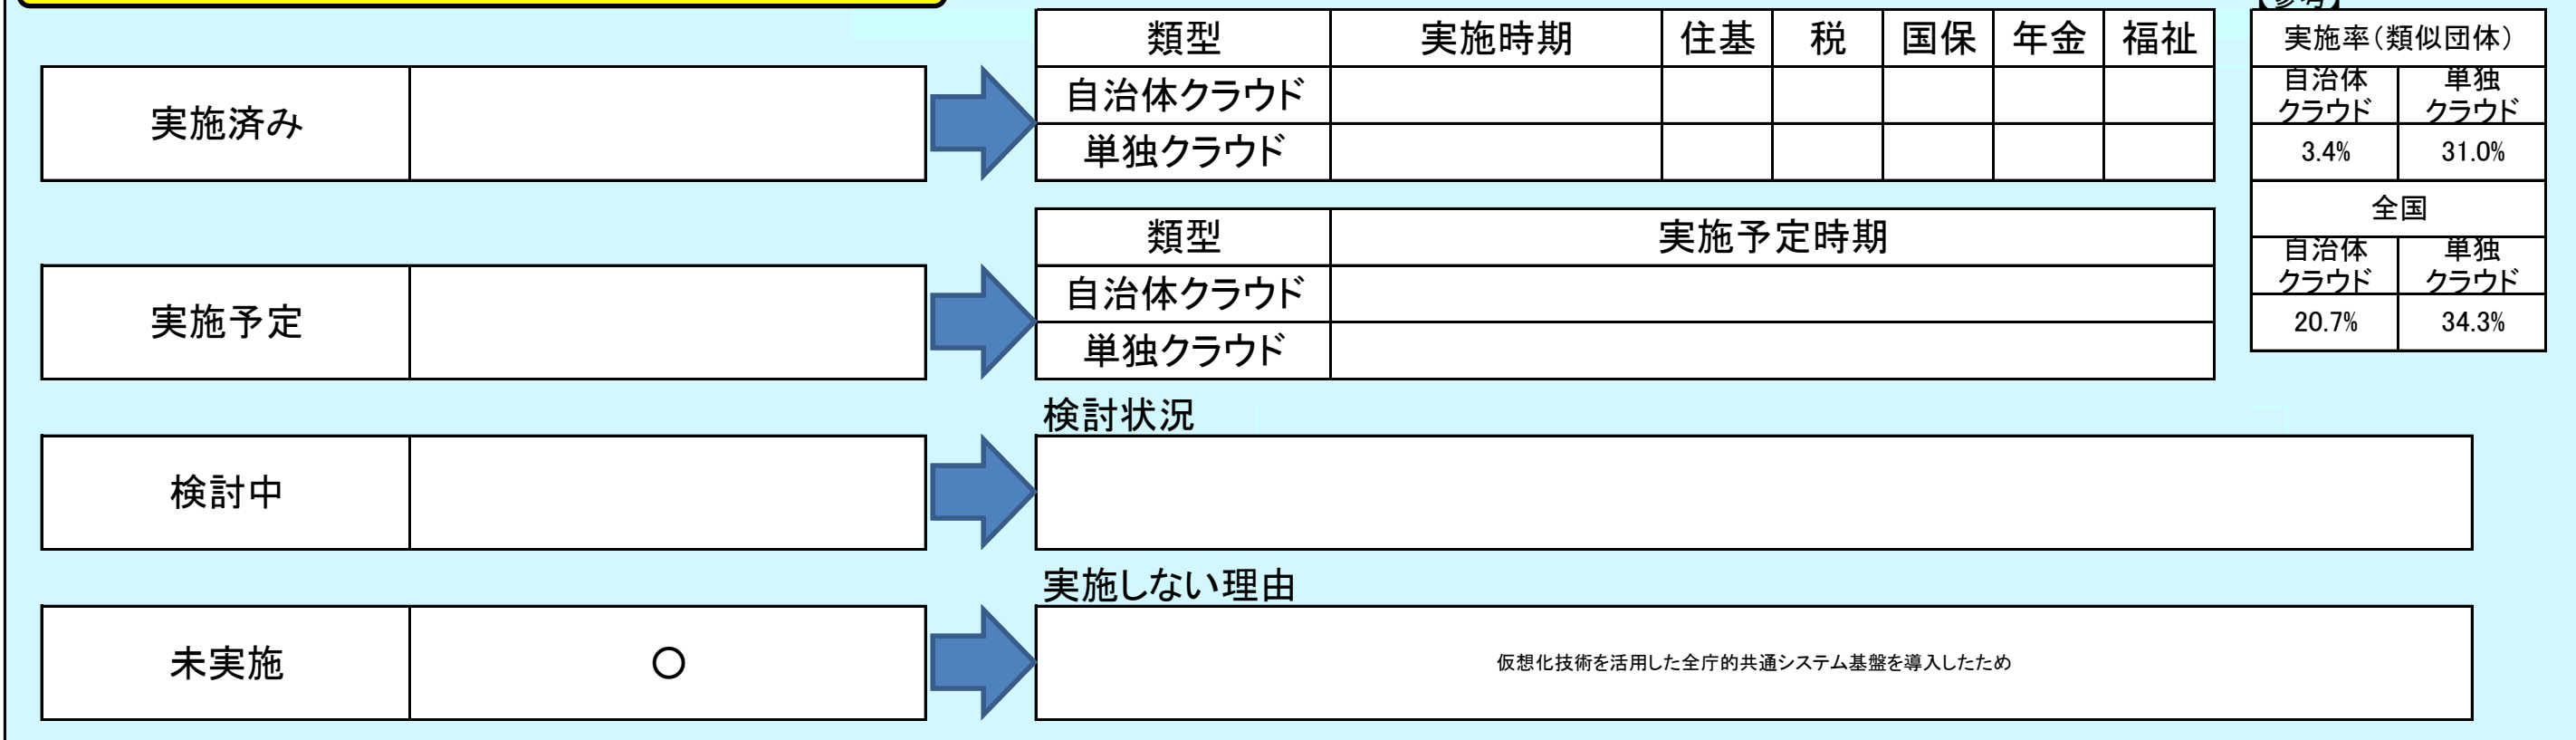 【参考】
類型 実施時期 住基 税 国保 年金 福祉
自治体クラウド
単独クラウド
実施済み
実施率（類似団体）
自治体
クラウド
単独
クラウド
3.4% 31.0%
全国
自治体
クラウド
単独
クラウド
20.7% 34.3%
類型 実施予定時期
自治体クラウド
単独クラウド
実施予定
検討状況
検討中
実施しない理由
未実施 ○ 仮想化技術を活用した全庁的共通システム基盤を導入したため